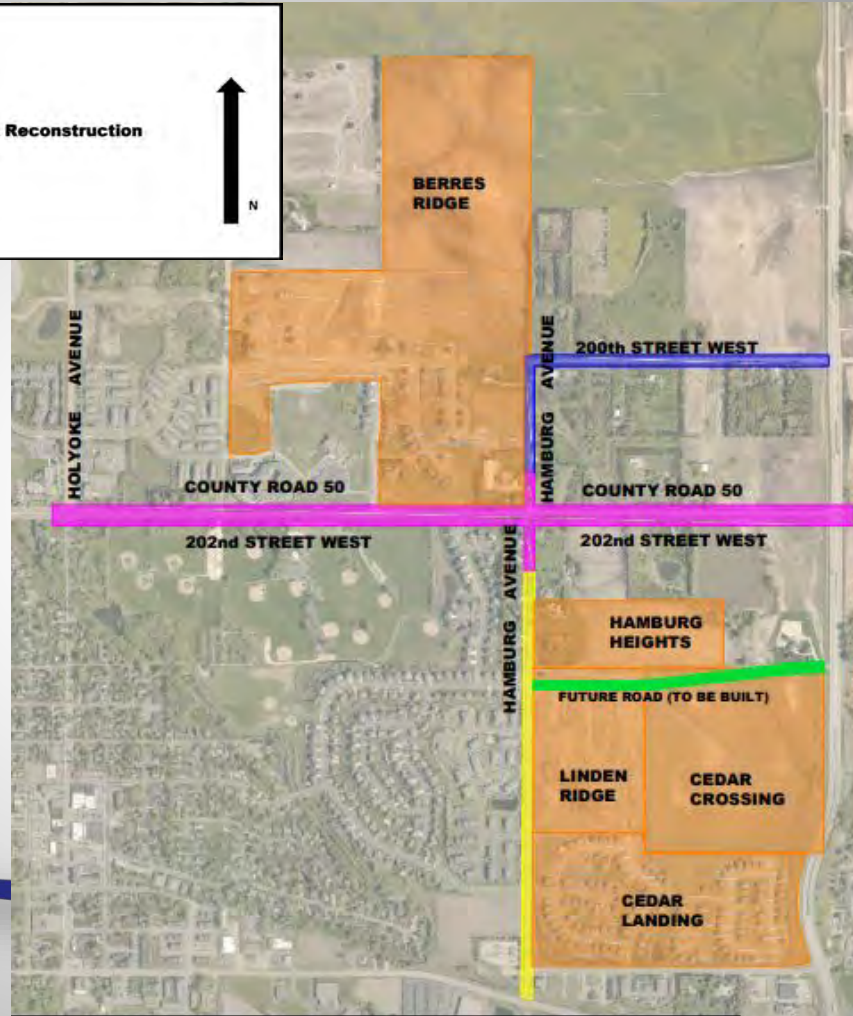 Reconstruction
N
BERRES
RIDGE
HOLYOKE AVENUE
HAMBURG AVENUE
200th STREET WEST
COUNTY ROAD 50
COUNTY ROAD 50
202nd STREET WEST
202nd STREET WEST
HAMBURG AVENUE
HAMBURG
HEIGHTS
FUTURE ROAD (TO BE BUILT)
LINDEN
RIDGE
CEDAR
CROSSING
CEDAR
LANDING